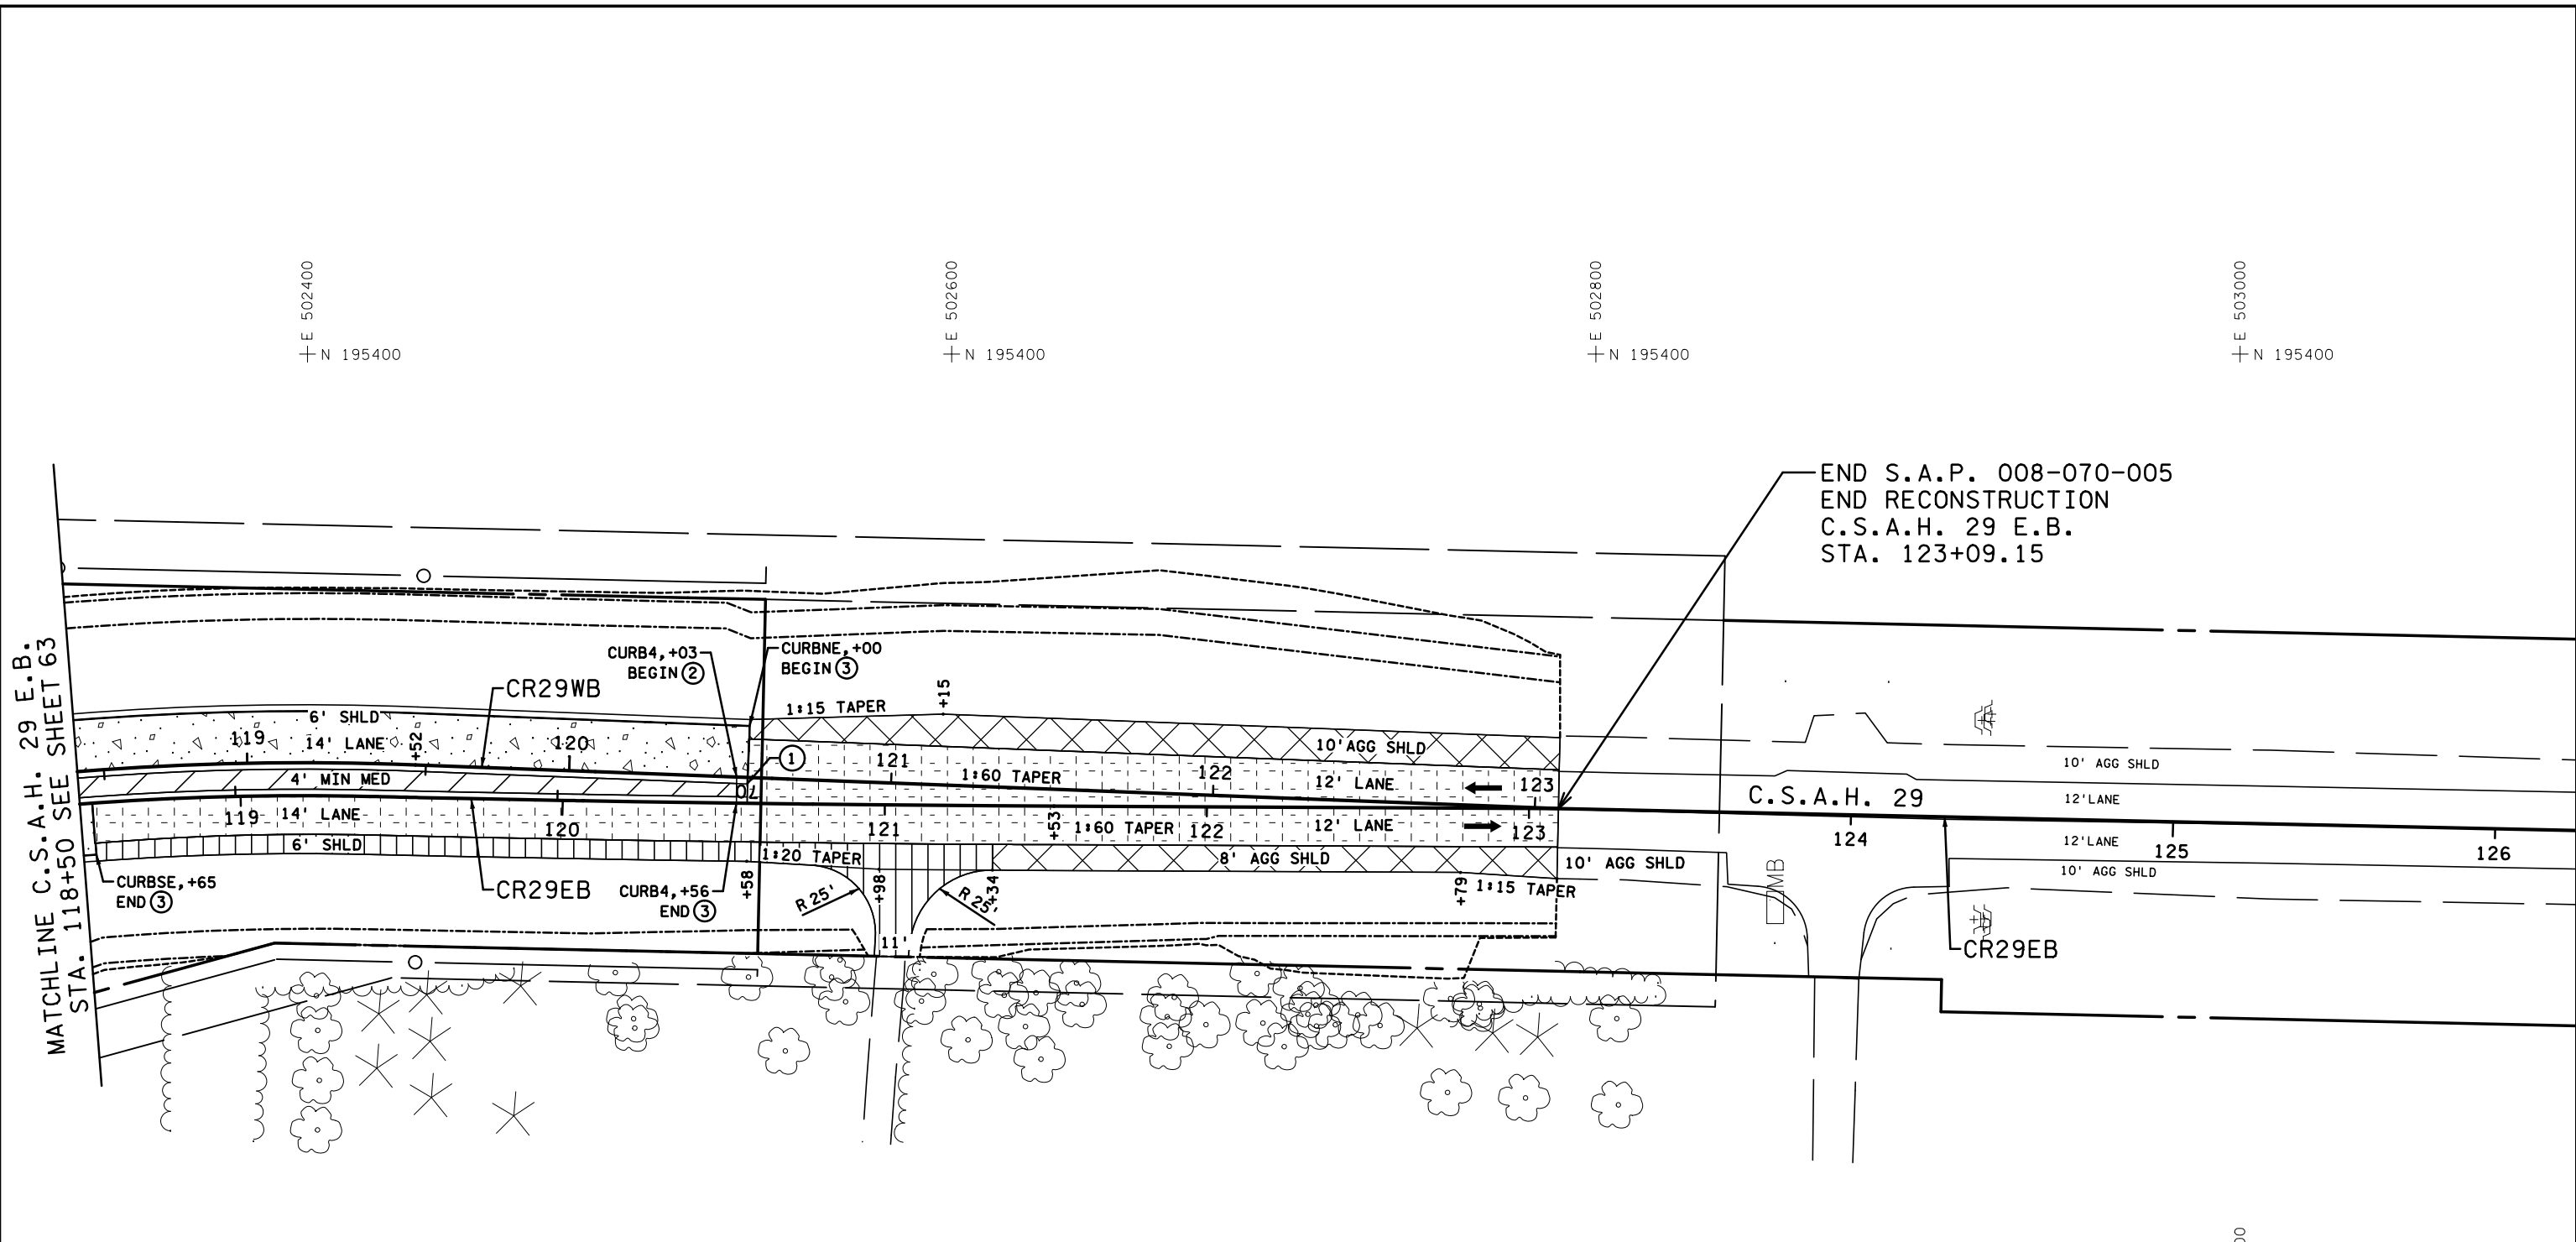 E 502400
N 195400
E 502600
N 195400
E 502800
N 195400
E 503000
N 195400
END S.A.P. 008-070-005
END RECONSTRUCTION
C.S.A.H. 29 E.B.
STA. 123+09.15
MATCHLINE C.S.A.H. 29 E.B.
STA. 118+50 SEE SHEET 63
CURB4,+03
BEGIN 2
CURBNE,+00
BEGIN 3
CR29WB
1:15 TAPER
+15
6' SHLD
119
14' LANE
+52
120
1
121
1:60 TAPER
122
10' AGG SHLD
12' LANE
123
4' MIN MED
70
119
14' LANE
120
121
+53
1:60 TAPER
122
12' LANE
123
6' SHLD
1:20 TAPER
8' AGG SHLD
10' AGG SHLD
CURBSE,+65
END 3
CR29EB
CURB4,+56
END 3
+58
R 25'
+98
R 25'
+34
+79
1:15 TAPER
11'
C.S.A.H. 29
10' AGG SHLD
12'LANE
124
12'LANE
125
126
10' AGG SHLD
MB
CR29EB